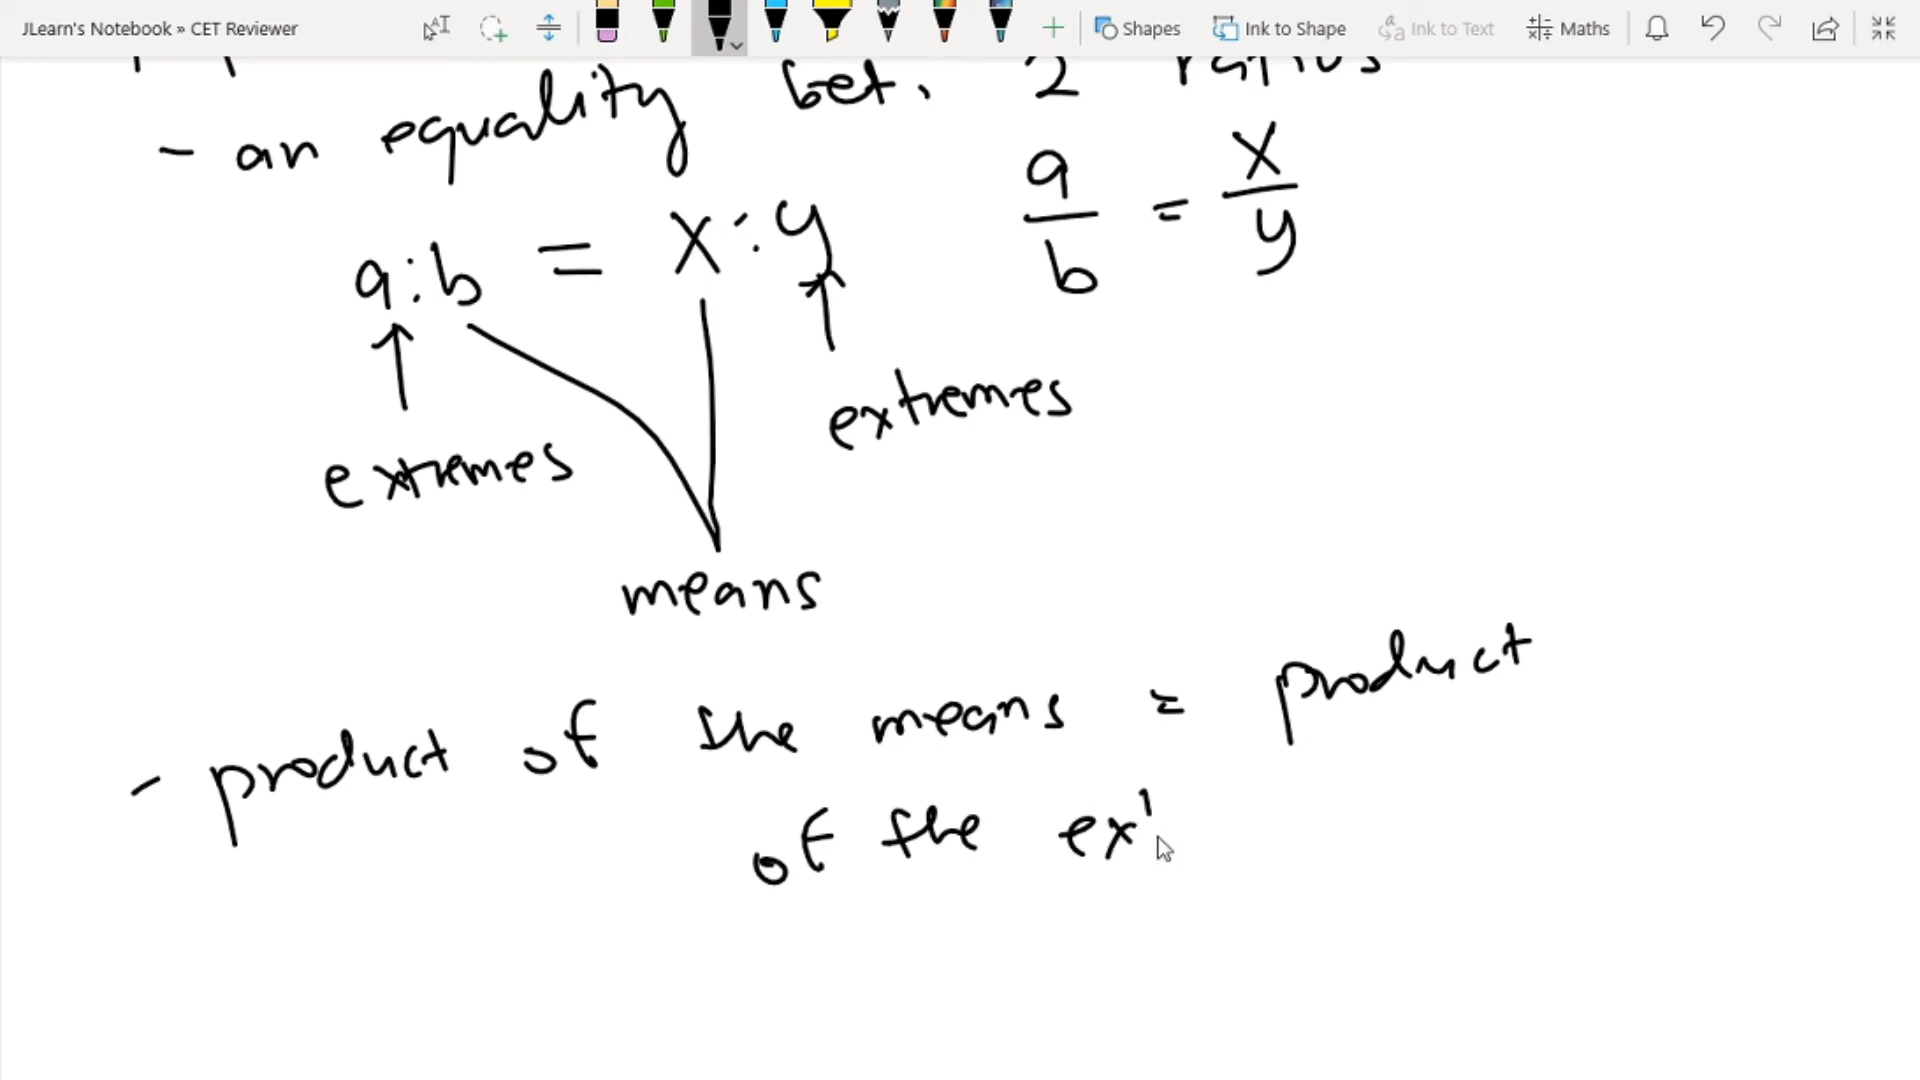 JLearn's Notebook » CET Reviewer
Shapes Ink to Shape Ink to Text Maths
- an equality bet. 2 ratios
a:b = x:y
a/b = x/y
extremes
extremes
means
- product of the means = product
of the ex